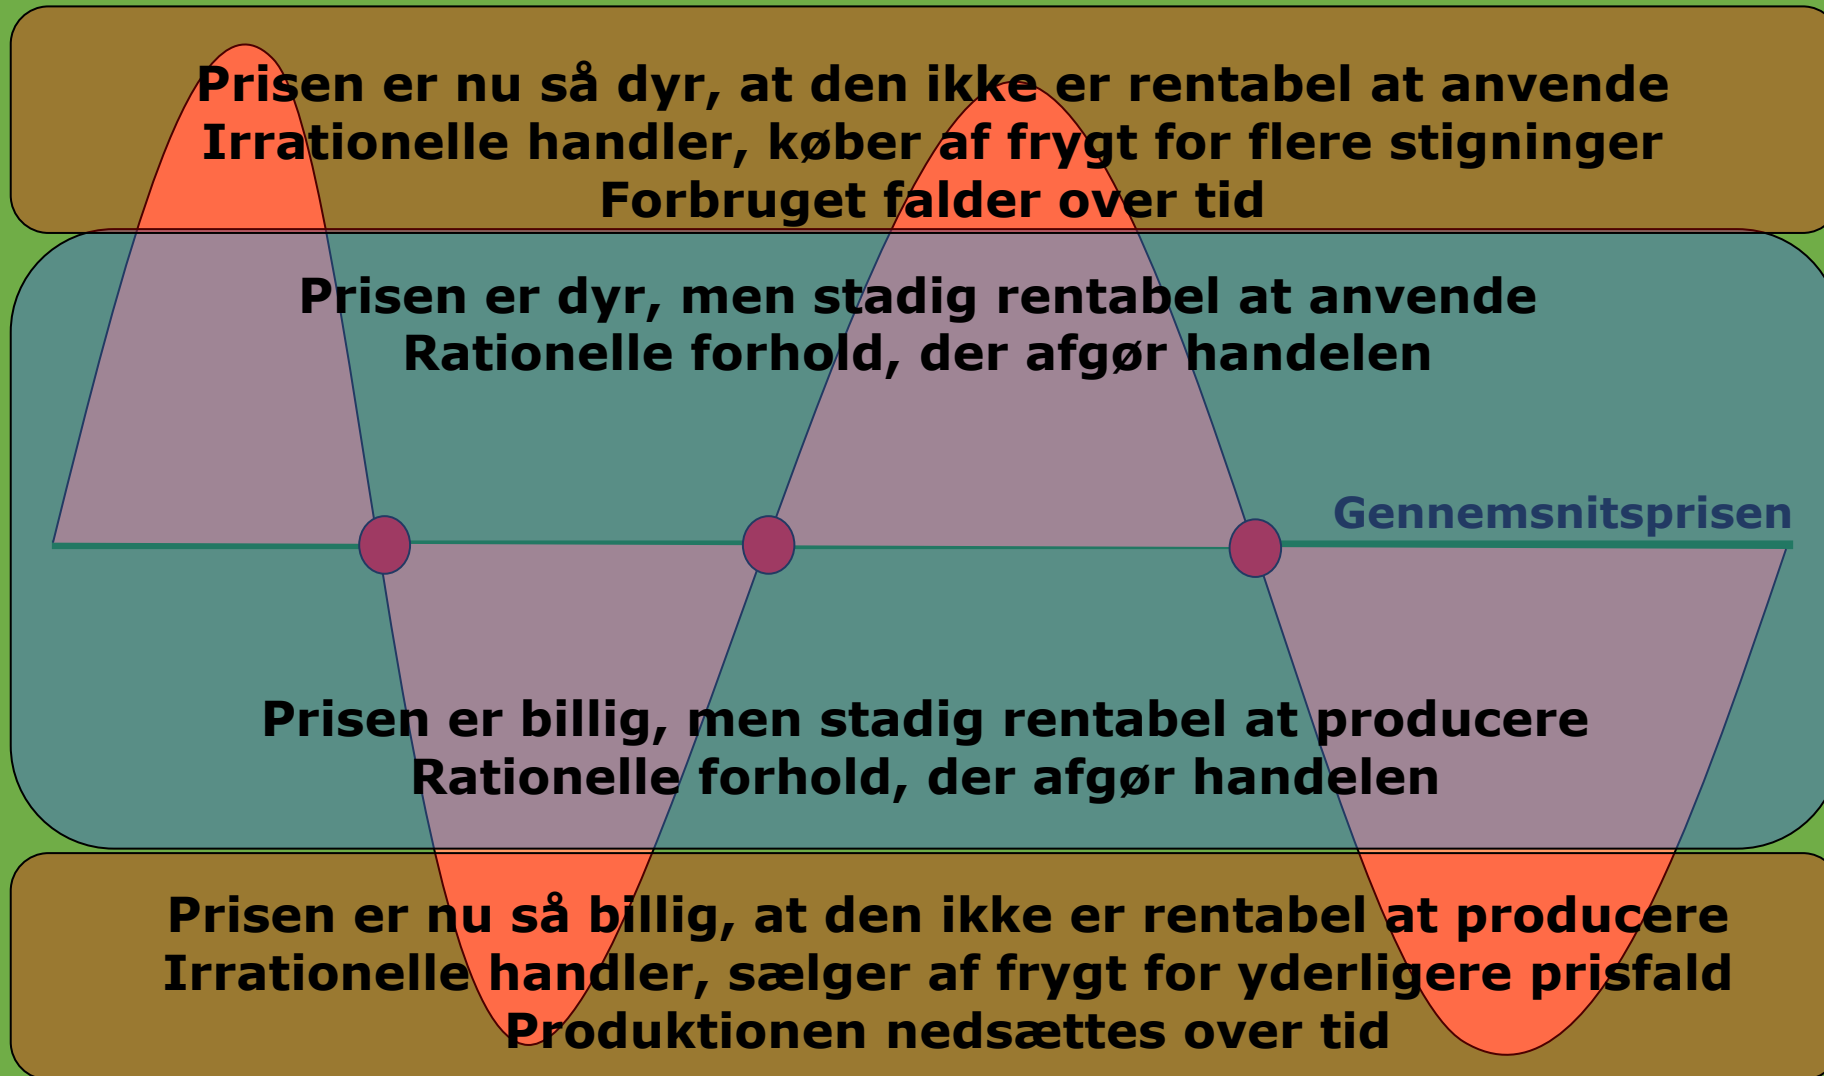 Prisen er nu så dyr, at den ikke er rentabel at anvende
Irrationelle handler, køber af frygt for flere stigninger
Forbruget falder over tid
Prisen er dyr, men stadig rentabel at anvende
Rationelle forhold, der afgør handelen
Gennemsnitsprisen
Prisen er billig, men stadig rentabel at producere
Rationelle forhold, der afgør handelen
Prisen er nu så billig, at den ikke er rentabel at producere
Irrationelle handler, sælger af frygt for yderligere prisfald
Produktionen nedsættes over tid